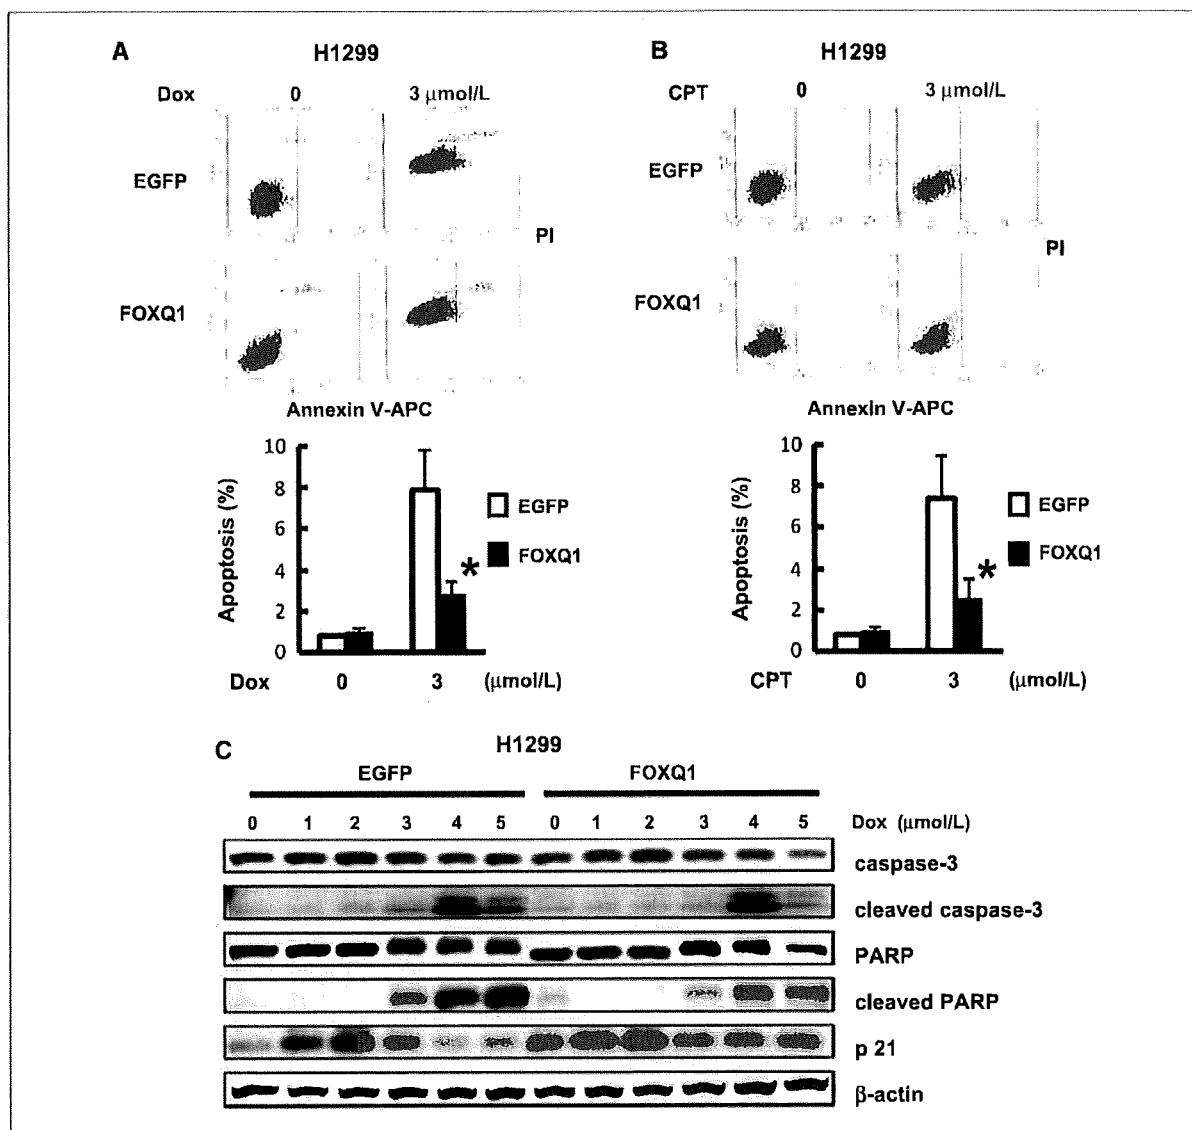 A
H1299
Dox 0 3 μmol/L
EGFP
PI
FOXQ1
Annexin V-APC
10
8
6
4
2
0
Apoptosis (%)
EGFP
FOXQ1
*
Dox 0 3 (μmol/L)
B
H1299
CPT 0 3 μmol/L
EGFP
PI
FOXQ1
Annexin V-APC
10
8
6
4
2
0
Apoptosis (%)
EGFP
FOXQ1
*
CPT 0 3 (μmol/L)
C
H1299
EGFP FOXQ1
0 1 2 3 4 5 0 1 2 3 4 5 Dox (μmol/L)
caspase-3
cleaved caspase-3
PARP
cleaved PARP
p 21
β-actin